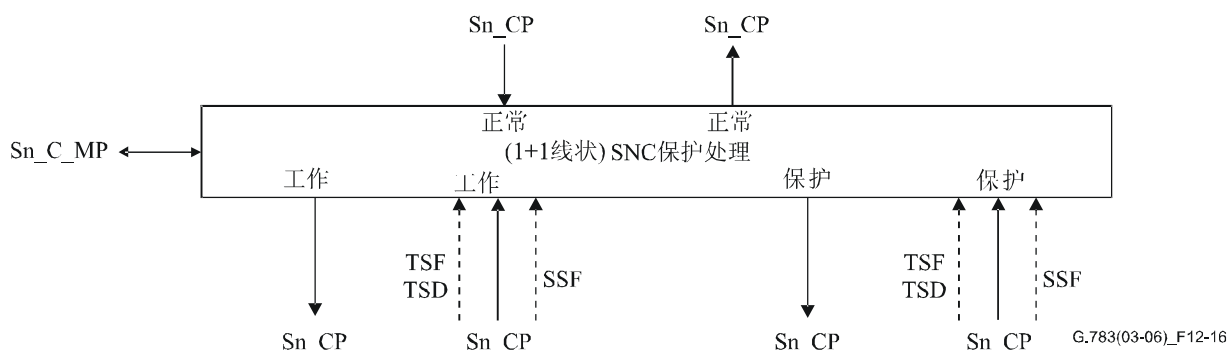 Sn_CP Sn_CP
正常 正常
Sn_C_MP (1+1线状) SNC保护处理
工作 工作 保护 保护
TSF TSF
SSF SSF
TSD TSD
Sn_CP Sn_CP Sn_CP Sn_CP
G.783(03-06)_F12-16